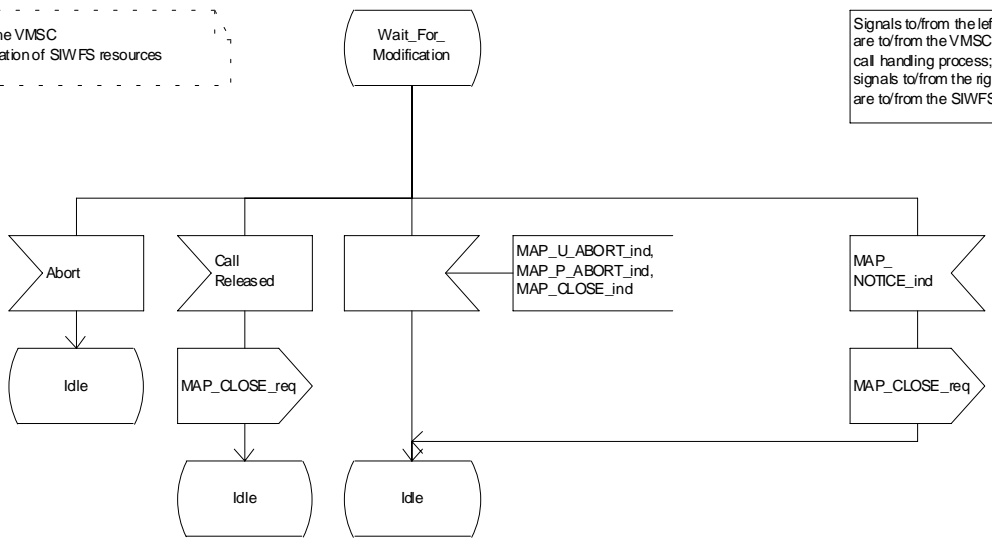 he VMSC
ation of SIWFS resources
Wait_For_
Modification
Signals to/from the left
are to/from the VMSC
call handling process;
signals to/from the rig
are to/from the SIWFS
Abort
Call
Released
MAP_U_ABORT_ind,
MAP_P_ABORT_ind,
MAP_CLOSE_ind
MAP_
NOTICE_ind
Idle
MAP_CLOSE_req
MAP_CLOSE_req
Idle
Idle